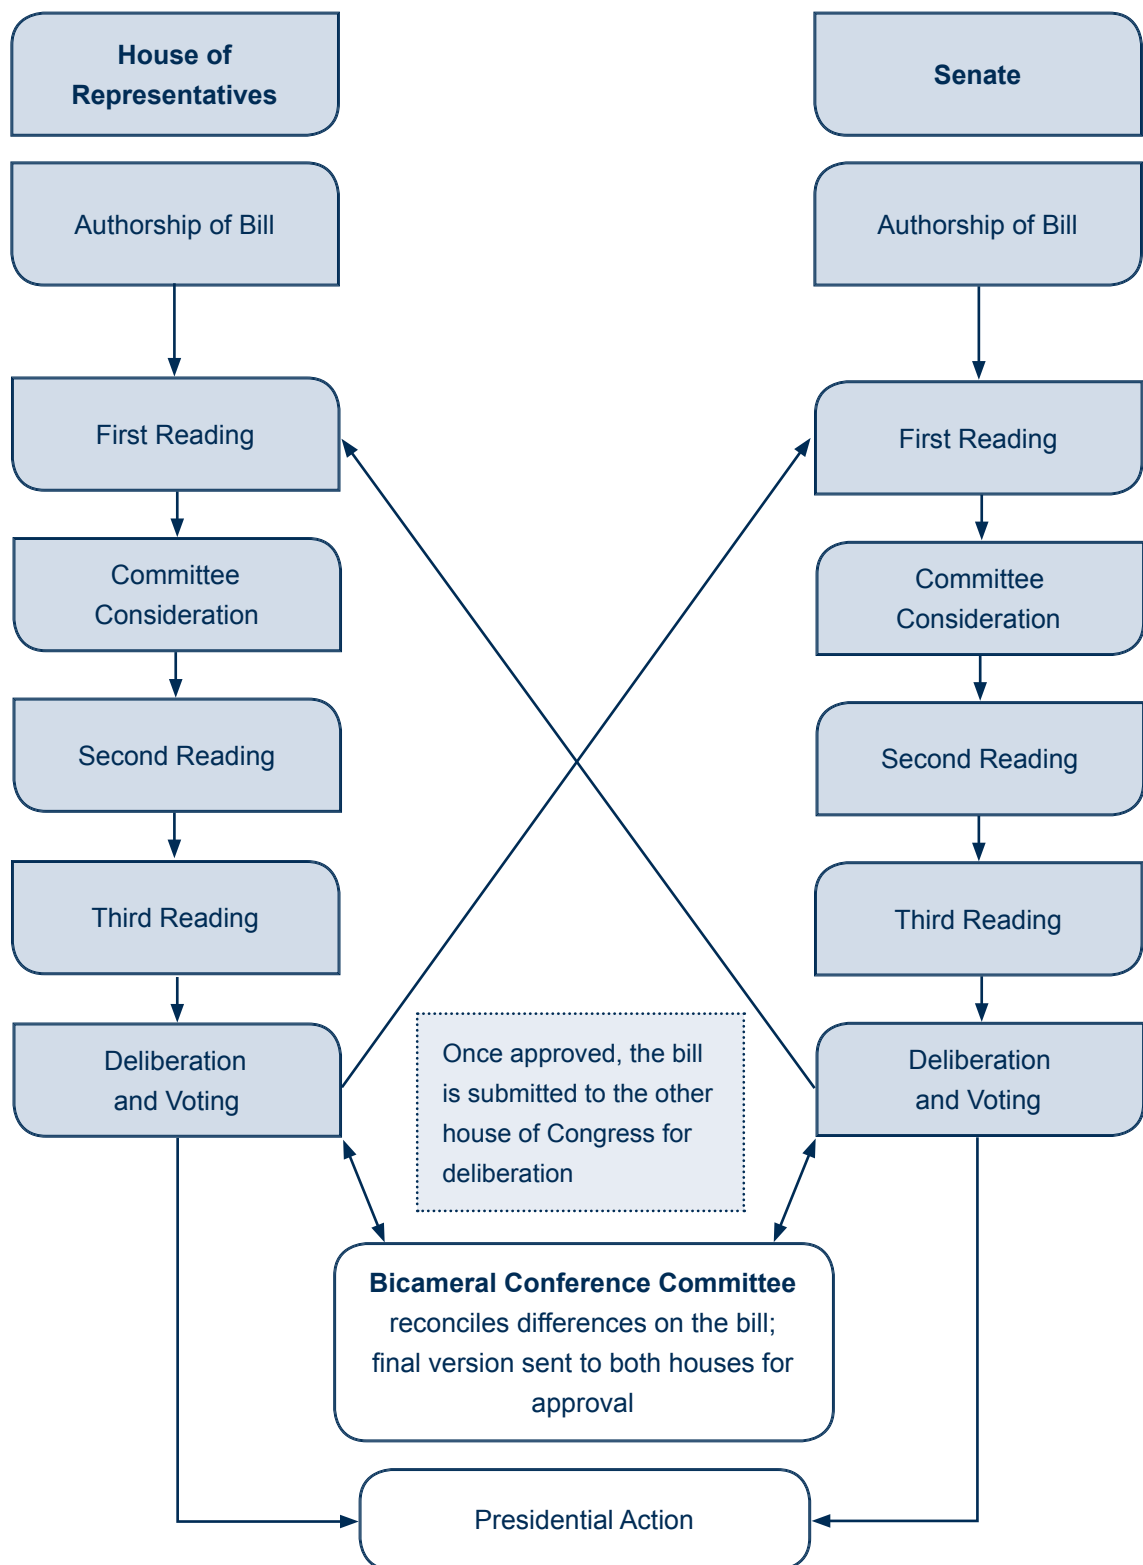 House of
Representatives
Senate
Authorship of Bill
Authorship of Bill
First Reading
First Reading
Committee
Consideration
Committee
Consideration
Second Reading
Second Reading
Third Reading
Third Reading
Deliberation
and Voting
Deliberation
and Voting
Once approved, the bill
is submitted to the other
house of Congress for
deliberation
Bicameral Conference Committee
reconciles differences on the bill;
final version sent to both houses for
approval
Presidential Action